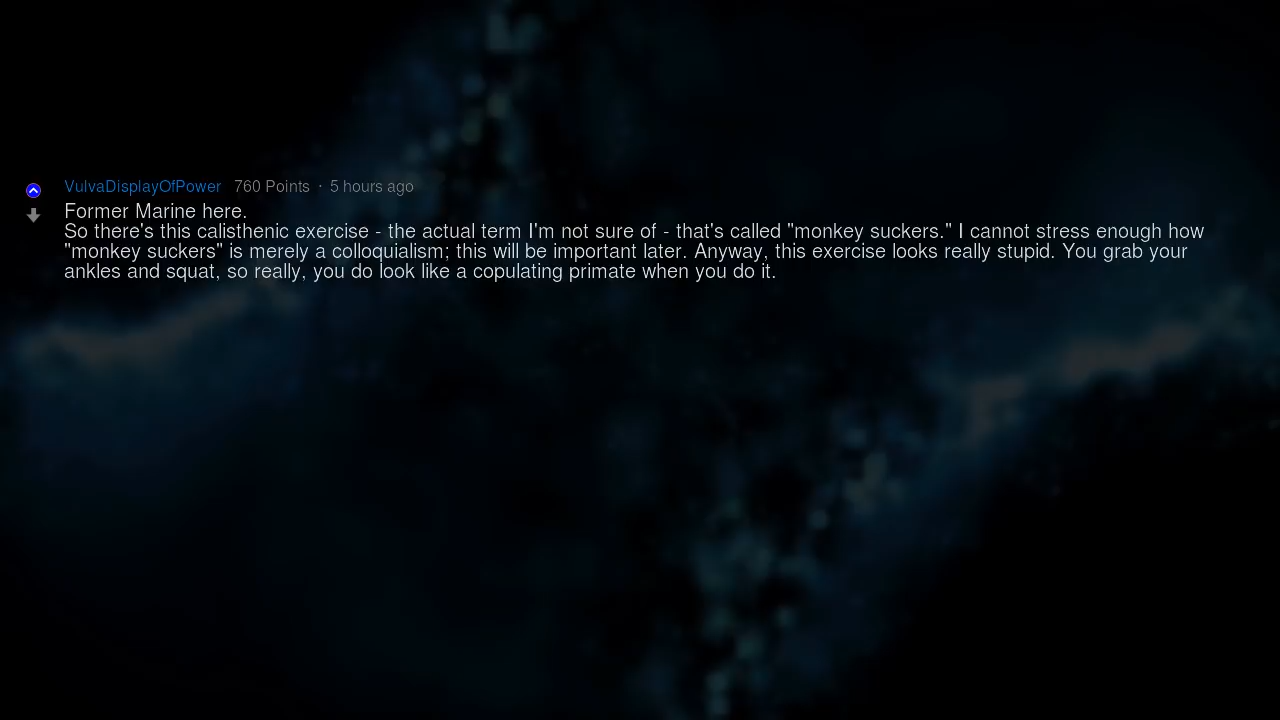 VulvaDisplayOfPower 760 Points · 5 hours ago
Former Marine here.
So there's this calisthenic exercise - the actual term I'm not sure of - that's called "monkey suckers." I cannot stress enough how
"monkey suckers" is merely a colloquialism; this will be important later. Anyway, this exercise looks really stupid. You grab your
ankles and squat, so really, you do look like a copulating primate when you do it.